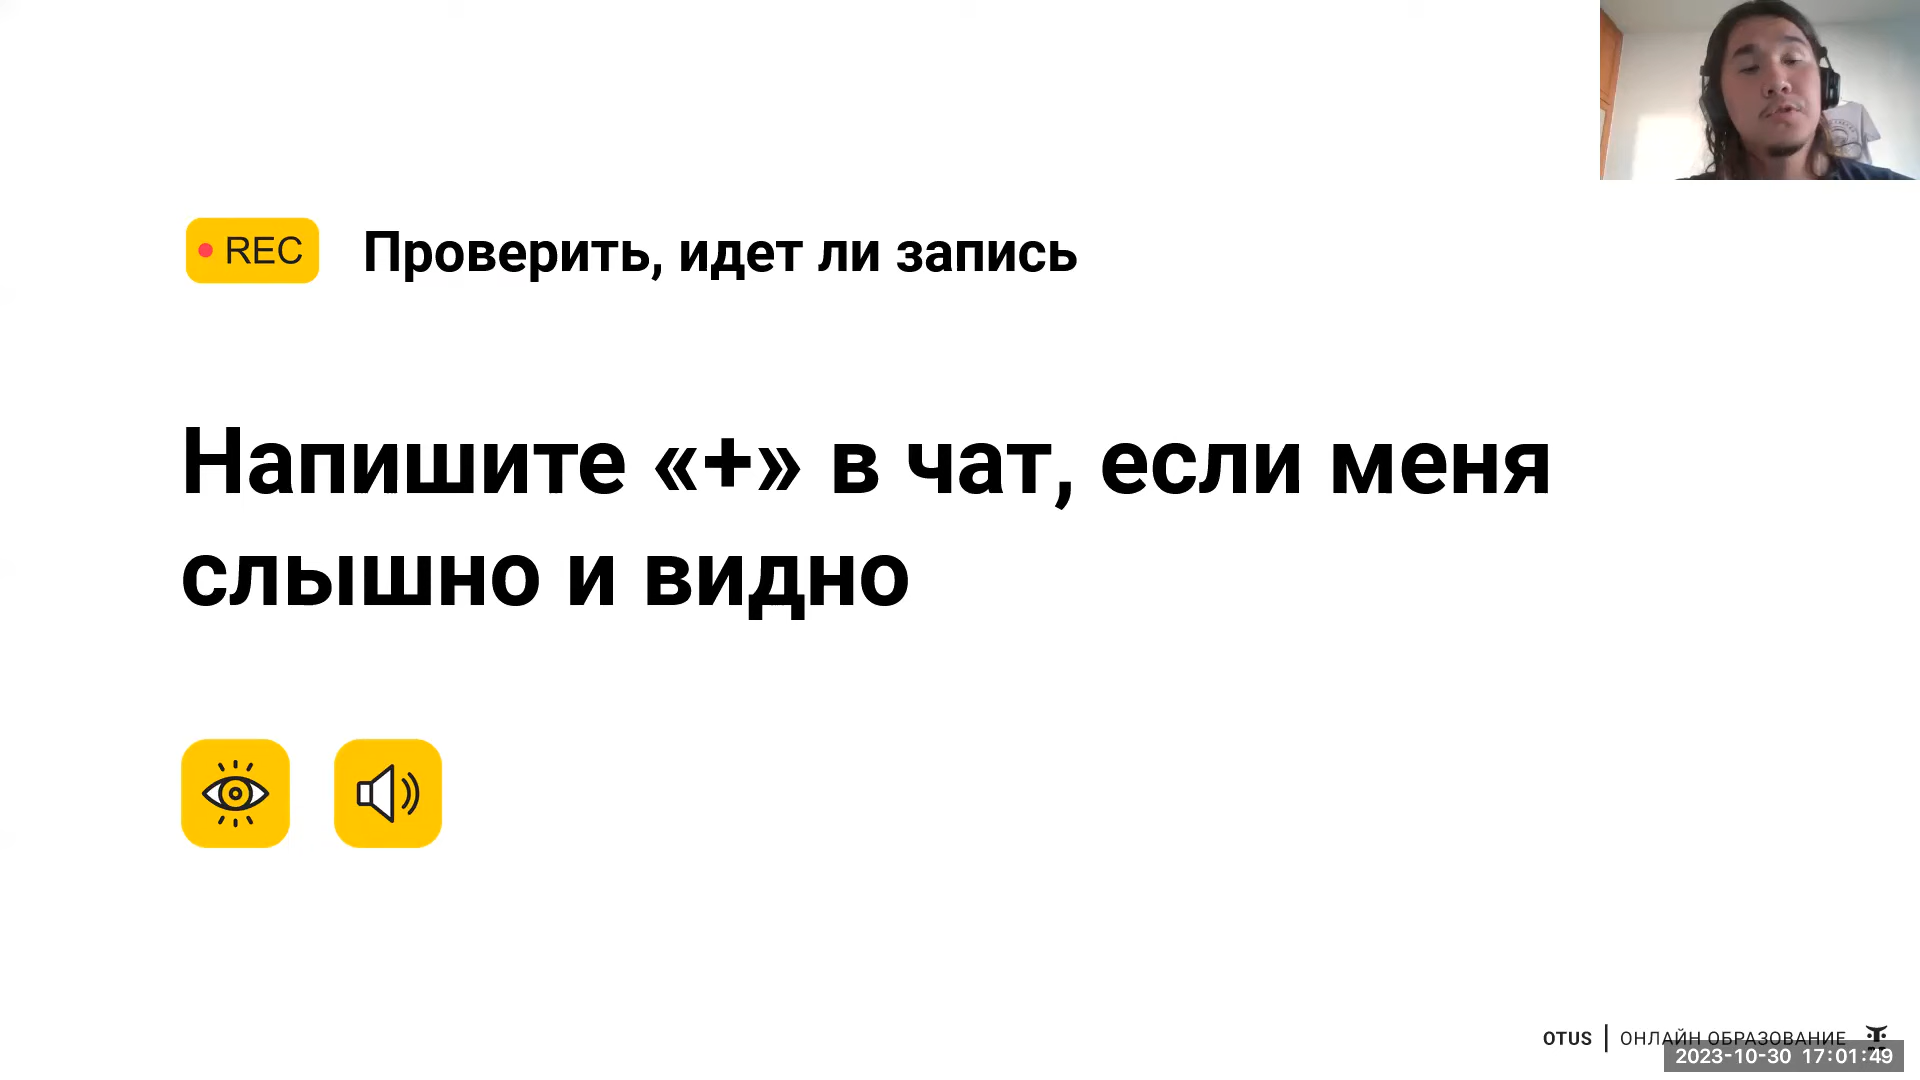 REC
Проверить, идет ли запись
Напишите «+» в чат, если меня
слышно и видно
OTUS | ОНЛАЙН ОБРАЗОВАНИЕ
2023-10-30 17:01:49